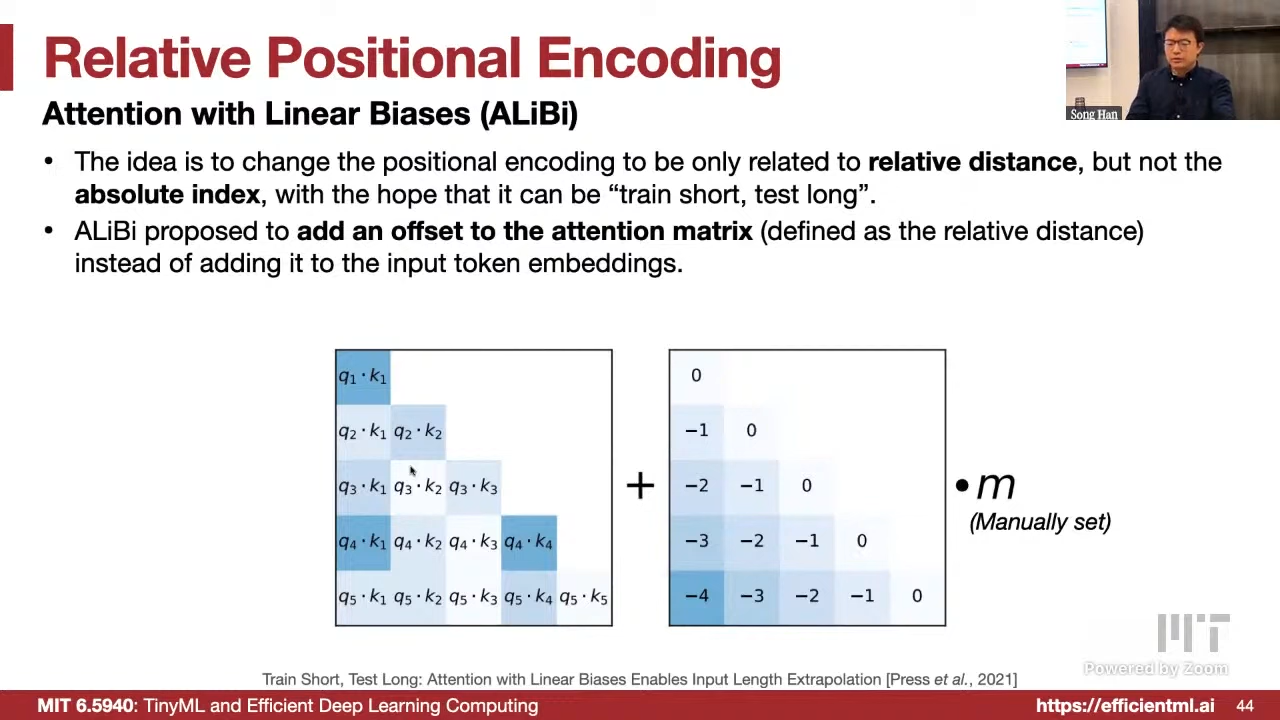 Relative Positional Encoding
Song Han
Attention with Linear Biases (ALiBi)
• The idea is to change the positional encoding to be only related to relative distance, but not the
absolute index, with the hope that it can be “train short, test long”.
• ALiBi proposed to add an offset to the attention matrix (defined as the relative distance)
instead of adding it to the input token embeddings.
q₁ · k₁
q₂ · k₁ q₂ · k₂
q₃ · k₁ q₃ · k₂ q₃ · k₃
q₄ · k₁ q₄ · k₂ q₄ · k₃ q₄ · k₄
q₅ · k₁ q₅ · k₂ q₅ · k₃ q₅ · k₄ q₅ · k₅
+
0
−1 0
−2 −1 0
−3 −2 −1 0
−4 −3 −2 −1 0
• m
(Manually set)
MIT
Powered by Zoom
Train Short, Test Long: Attention with Linear Biases Enables Input Length Extrapolation [Press et al., 2021]
MIT 6.5940: TinyML and Efficient Deep Learning Computing
https://efficientml.ai 44